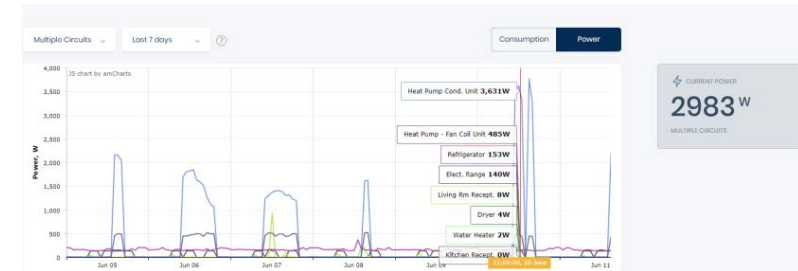 Multiple Circuits
Last 7 days
?
Consumption
Power
JS chart by amCharts
Power, W
4,000
3,500
3,000
2,500
2,000
1,500
1,000
500
0
Heat Pump Cond. Unit 3,631W
Heat Pump - Fan Coil Unit 485W
Refrigerator 153W
Elect. Range 140W
Living Rm Recept. 8W
Dryer 4W
Water Heater 2W
Kitchen Recept. 0W
Jun 05
Jun 06
Jun 07
Jun 08
Jun 09
Jun 11
CURRENT POWER
2983 W
MULTIPLE CIRCUITS